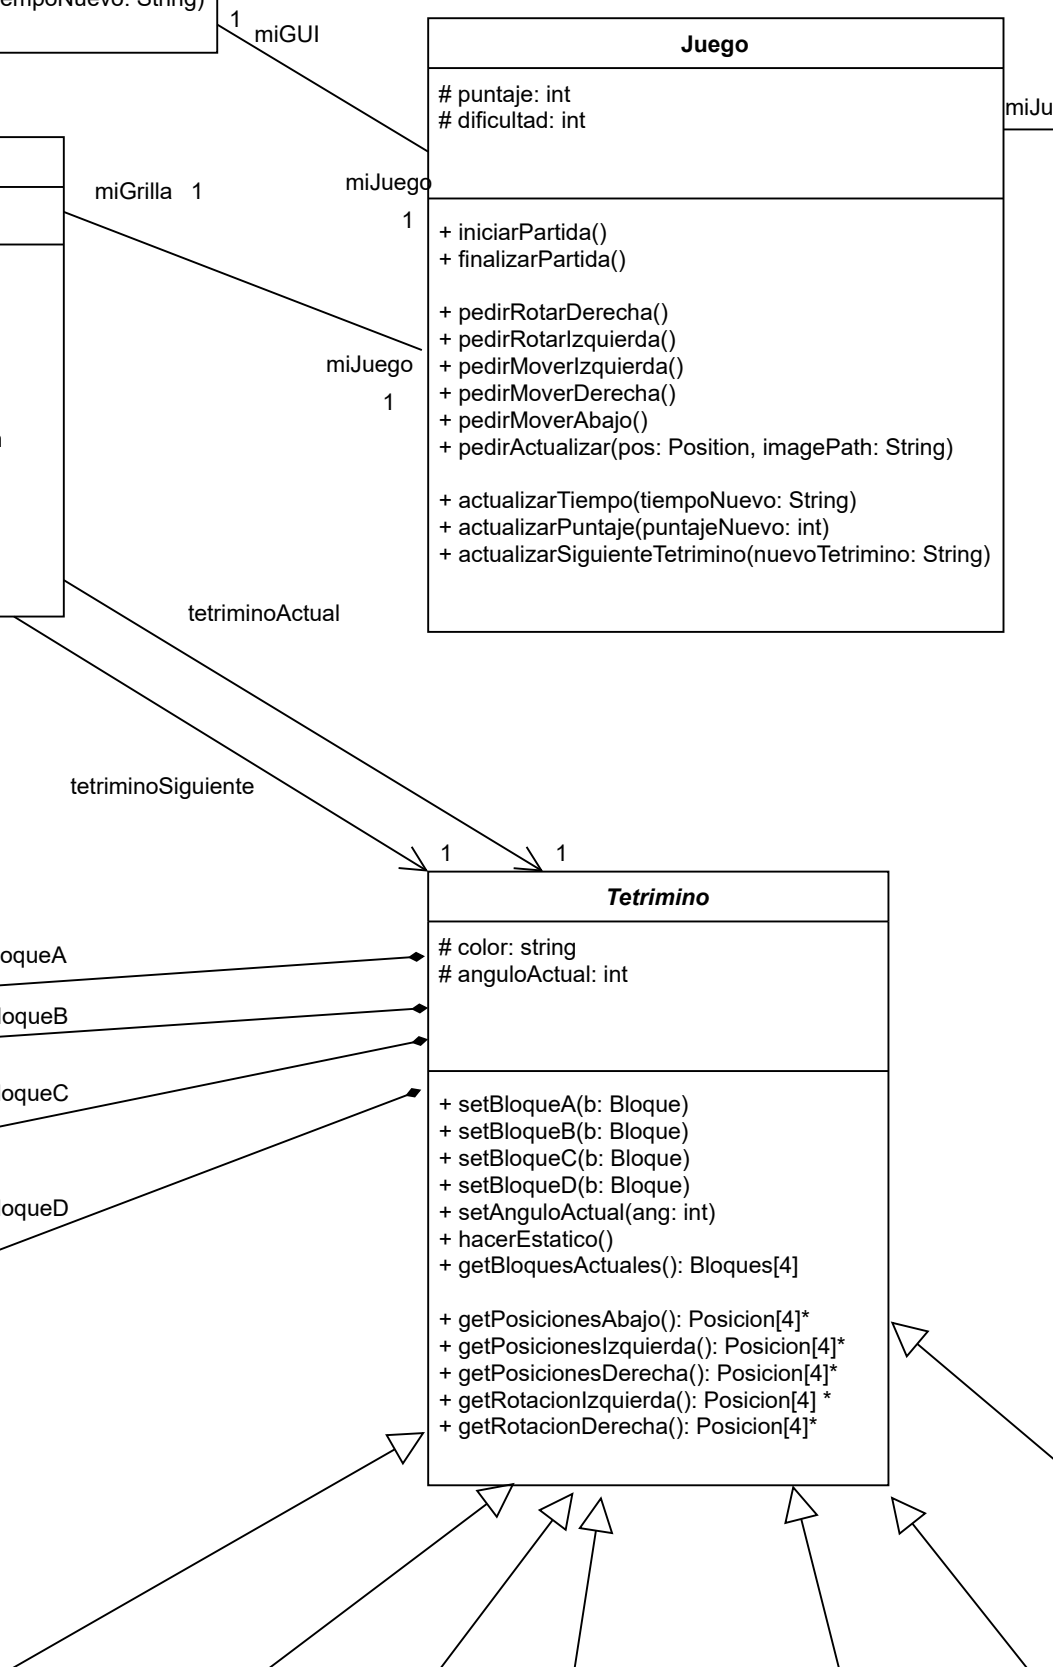 1
miGUI
Juego
# puntaje: int
# dificultad: int
miJuego
1
miGrilla 1
+ iniciarPartida()
+ finalizarPartida()
+ pedirRotarDerecha()
+ pedirRotarIzquierda()
+ pedirMoverIzquierda()
+ pedirMoverDerecha()
+ pedirMoverAbajo()
+ pedirActualizar(pos: Position, imagePath: String)
+ actualizarTiempo(tiempoNuevo: String)
+ actualizarPuntaje(puntajeNuevo: int)
+ actualizarSiguienteTetrimino(nuevoTetrimino: String)
miJuego
1
tetriminoActual
tetriminoSiguiente
1
1
Tetrimino
# color: string
# anguloActual: int
+ setBloqueA(b: Bloque)
+ setBloqueB(b: Bloque)
+ setBloqueC(b: Bloque)
+ setBloqueD(b: Bloque)
+ setAnguloActual(ang: int)
+ hacerEstatico()
+ getBloquesActuales(): Bloques[4]
+ getPosicionesAbajo(): Posicion[4]*
+ getPosicionesIzquierda(): Posicion[4]*
+ getPosicionesDerecha(): Posicion[4]*
+ getRotacionIzquierda(): Posicion[4] *
+ getRotacionDerecha(): Posicion[4]*